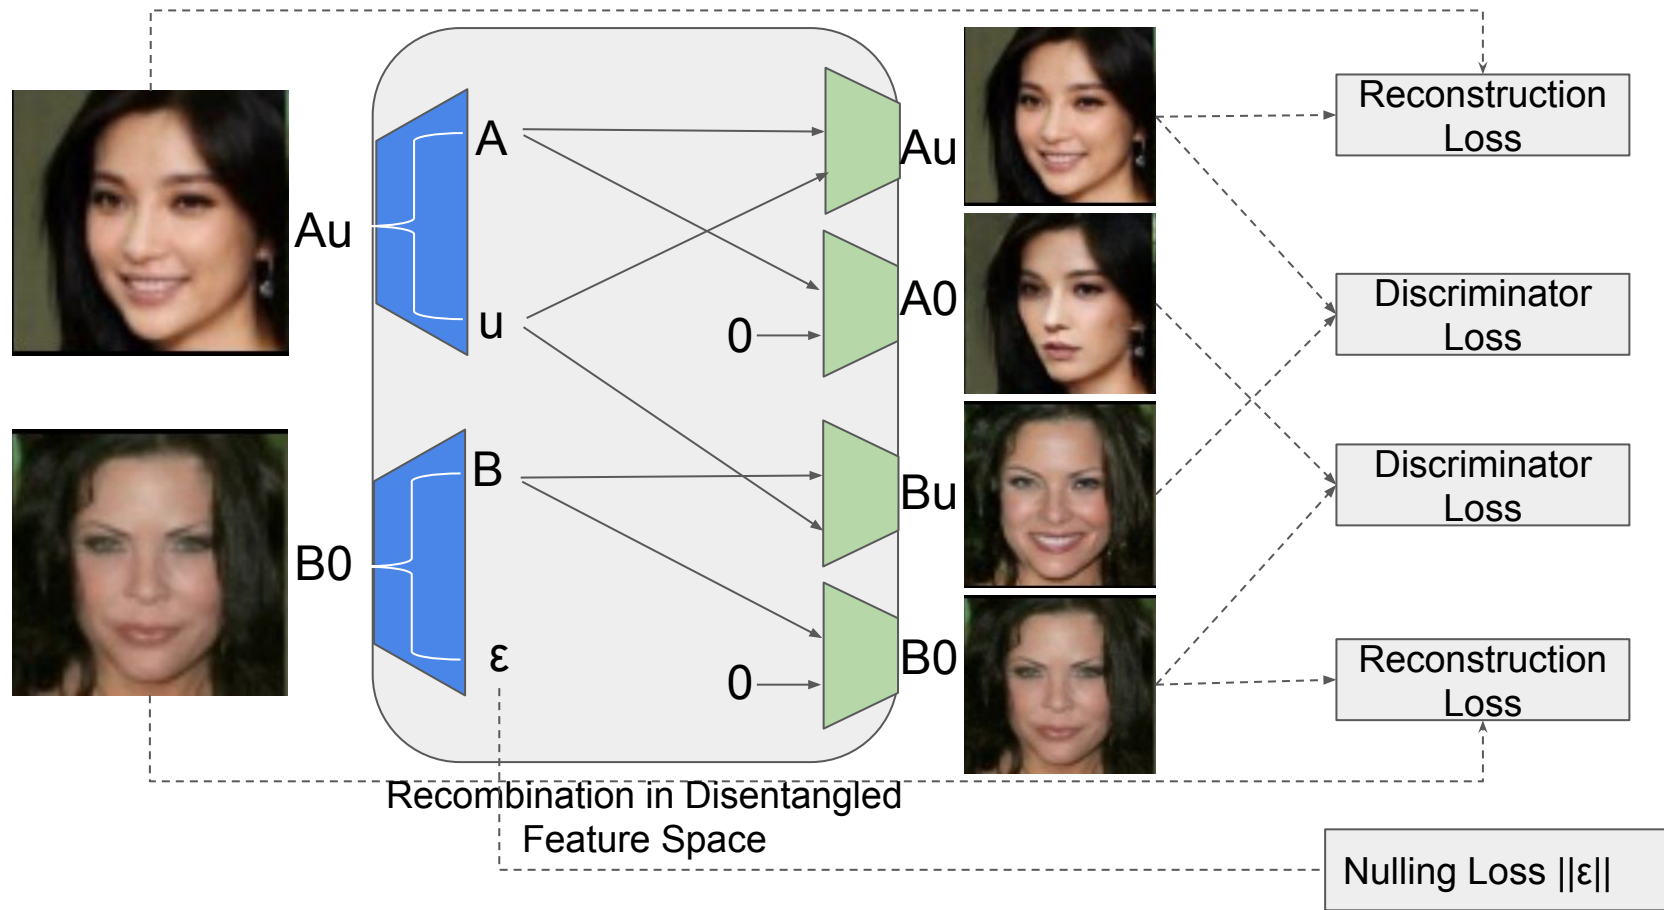 Au
B0
A
u
B
ε
0
0
Au
A0
Bu
B0
Reconstruction
Loss
Discriminator
Loss
Discriminator
Loss
Reconstruction
Loss
Recombination in Disentangled
Feature Space
Nulling Loss ||ε||